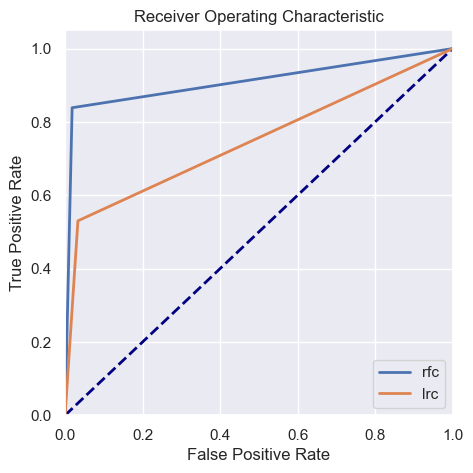 Receiver Operating Characteristic
True Positive Rate
1.0
0.8
0.6
0.4
0.2
0.0
0.0 0.2 0.4 0.6 0.8 1.0
False Positive Rate
rfc
lrc